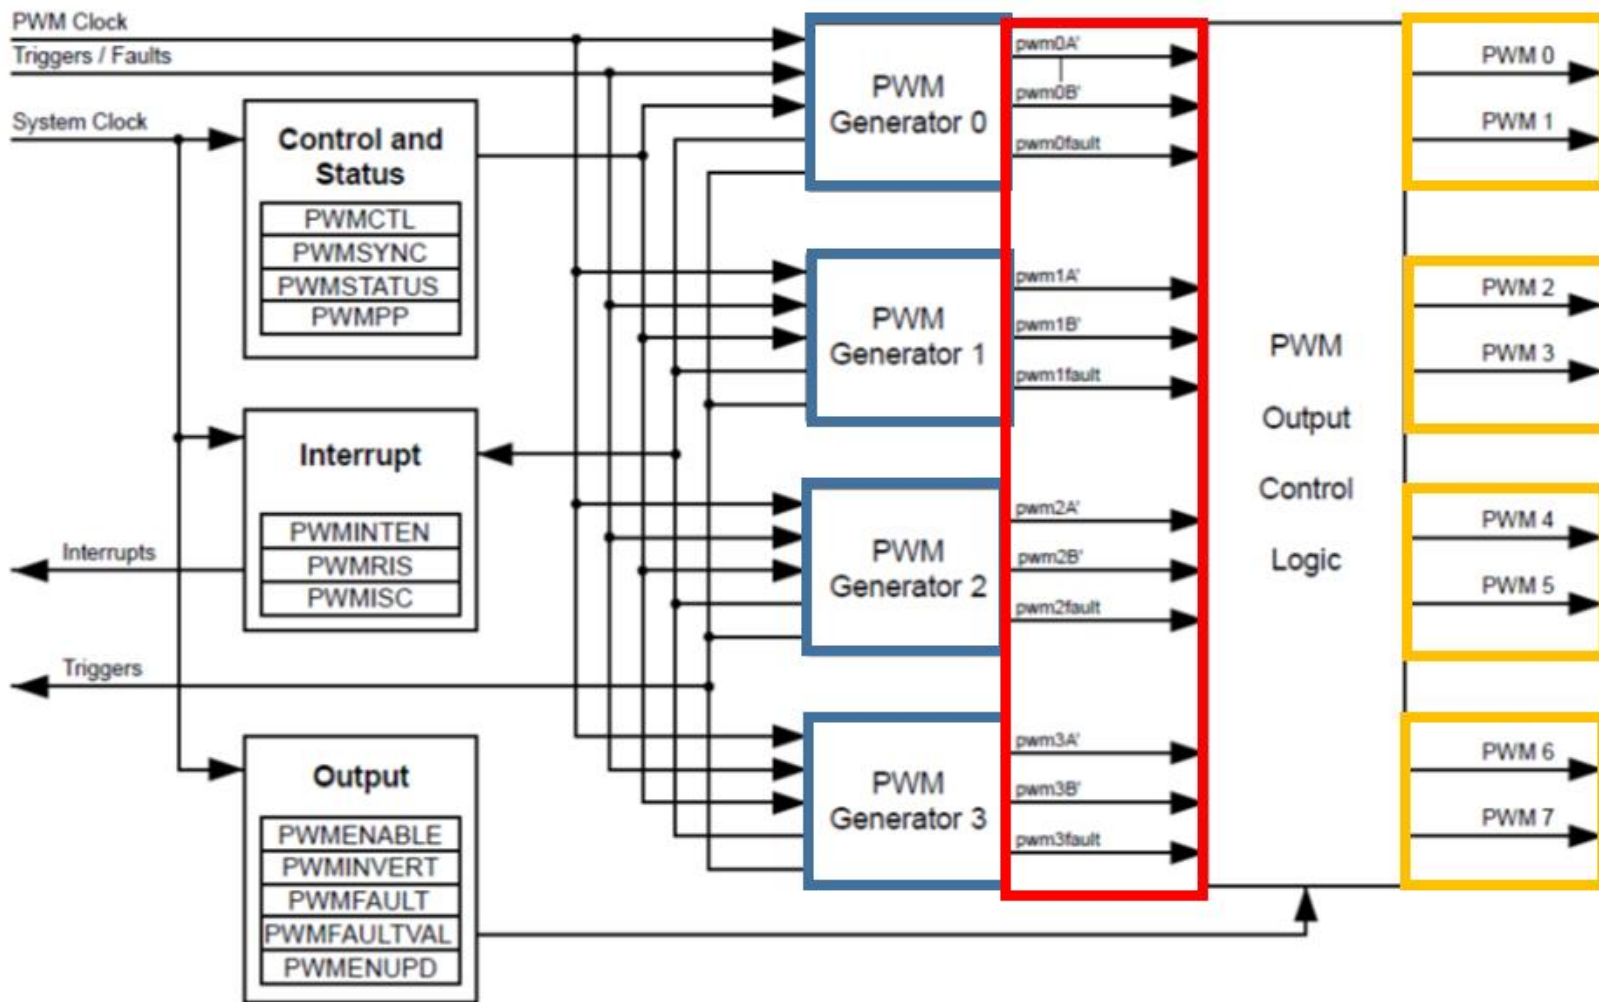 PWM Clock
Triggers / Faults
System Clock
Control and
Status
PWMCTL
PWMSYNC
PWMSTATUS
PWMPP
Interrupt
PWMINTEN
PWMRIS
PWMISC
Interrupts
Triggers
Output
PWMENABLE
PWMINVERT
PWMFAULT
PWMFAULTVAL
PWMENUPD
PWM
Generator 0
pwm0A'
pwm0B'
pwm0fault
PWM
Generator 1
pwm1A'
pwm1B'
pwm1fault
PWM
Generator 2
pwm2A'
pwm2B'
pwm2fault
PWM
Generator 3
pwm3A'
pwm3B'
pwm3fault
PWM
Output
Control
Logic
PWM 0
PWM 1
PWM 2
PWM 3
PWM 4
PWM 5
PWM 6
PWM 7